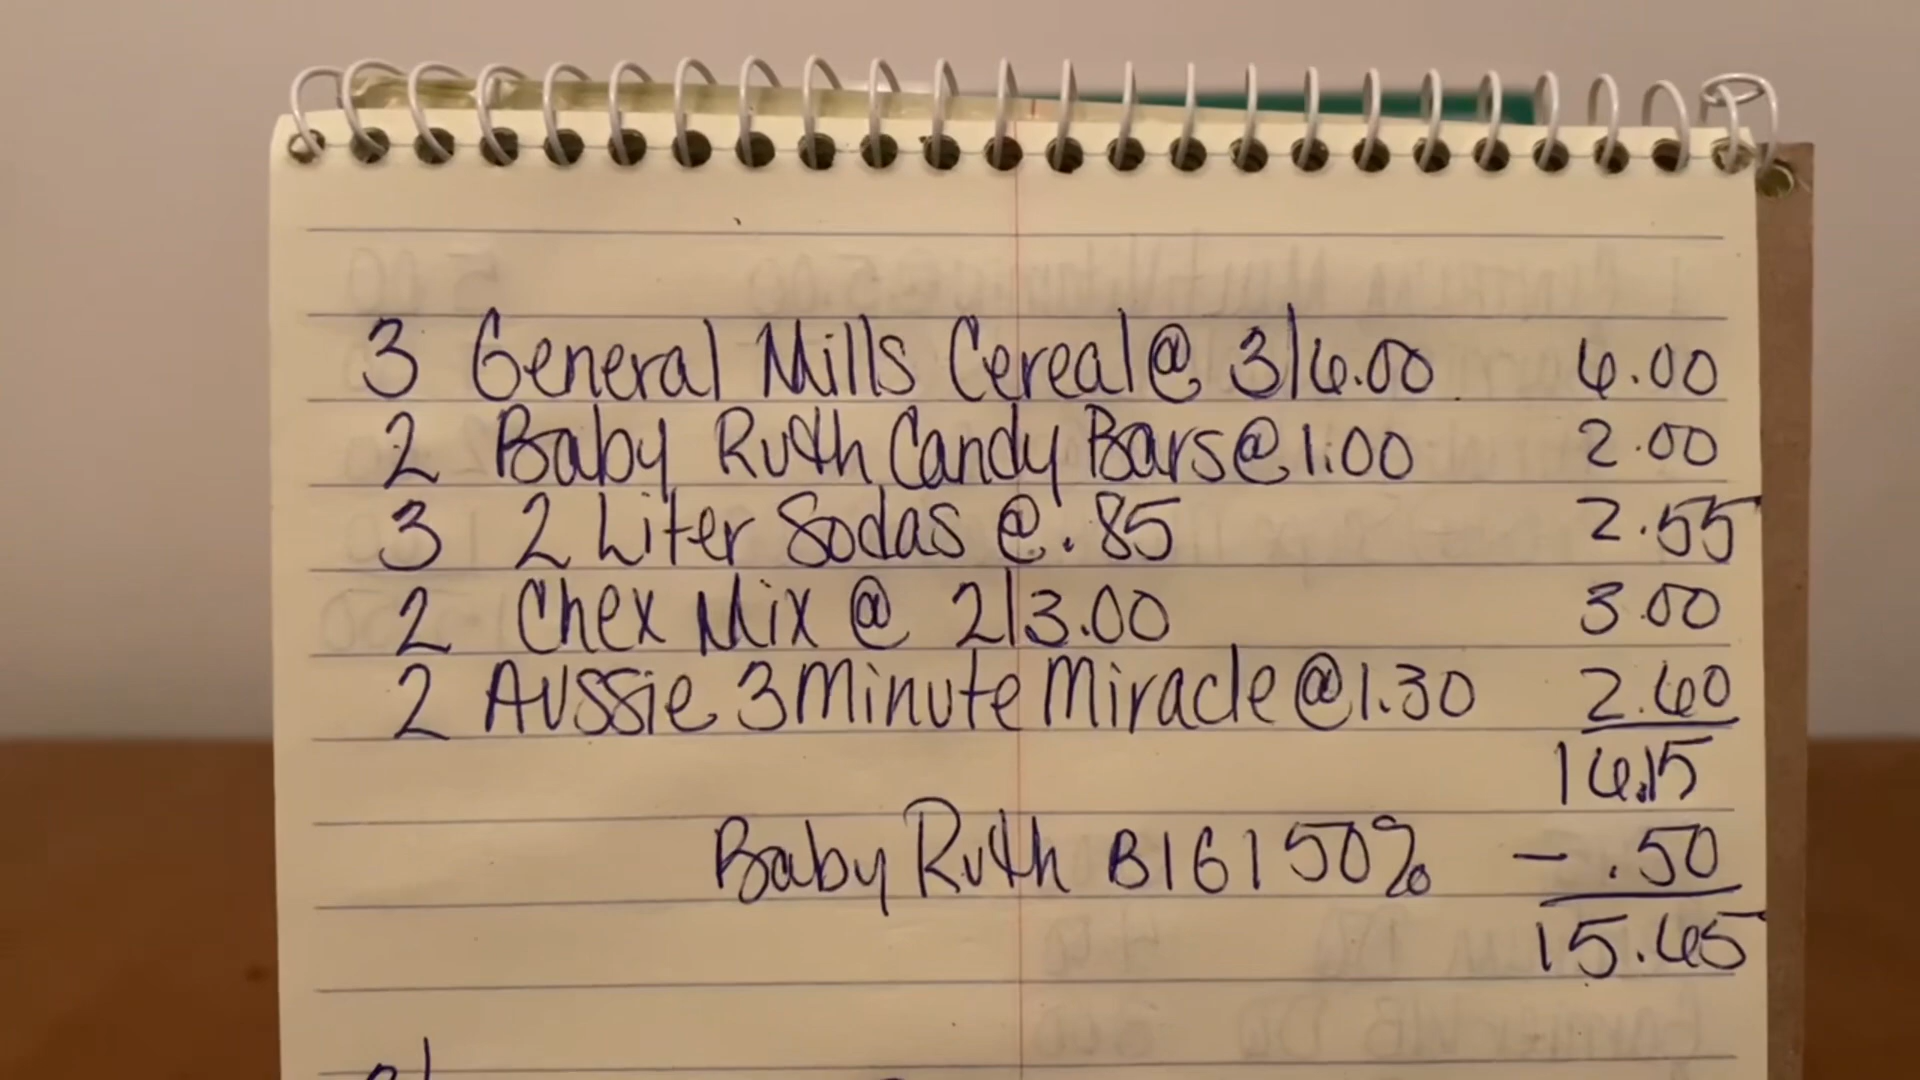 3 General Mills Cereal @ 3/6.00 6.00
2 Baby Ruth Candy Bars @ 1.00 2.00
3 2 Liter Sodas @ .85 2.55
2 Chex Mix @ 2/3.00 3.00
2 Aussie 3 Minute Miracle @ 1.30 2.60
16.15
Baby Ruth B1G1 50% - .50
15.65